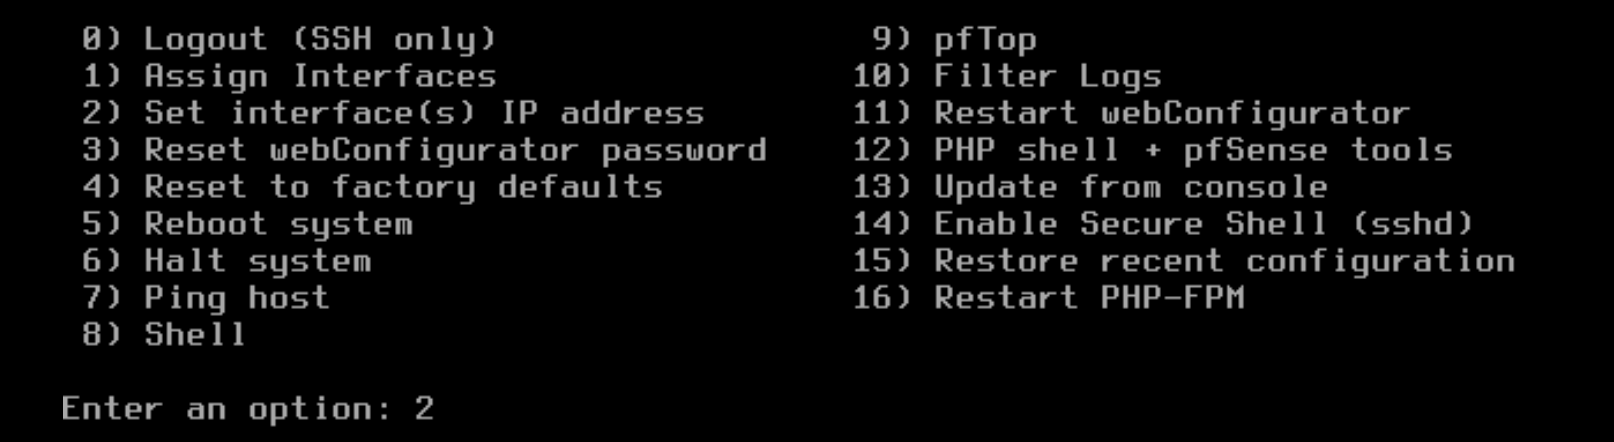 0) Logout (SSH only)                  9) pfTop
1) Assign Interfaces                 10) Filter Logs
2) Set interface(s) IP address       11) Restart webConfigurator
3) Reset webConfigurator password    12) PHP shell + pfSense tools
4) Reset to factory defaults         13) Update from console
5) Reboot system                     14) Enable Secure Shell (sshd)
6) Halt system                       15) Restore recent configuration
7) Ping host                         16) Restart PHP-FPM
8) Shell
Enter an option: 2